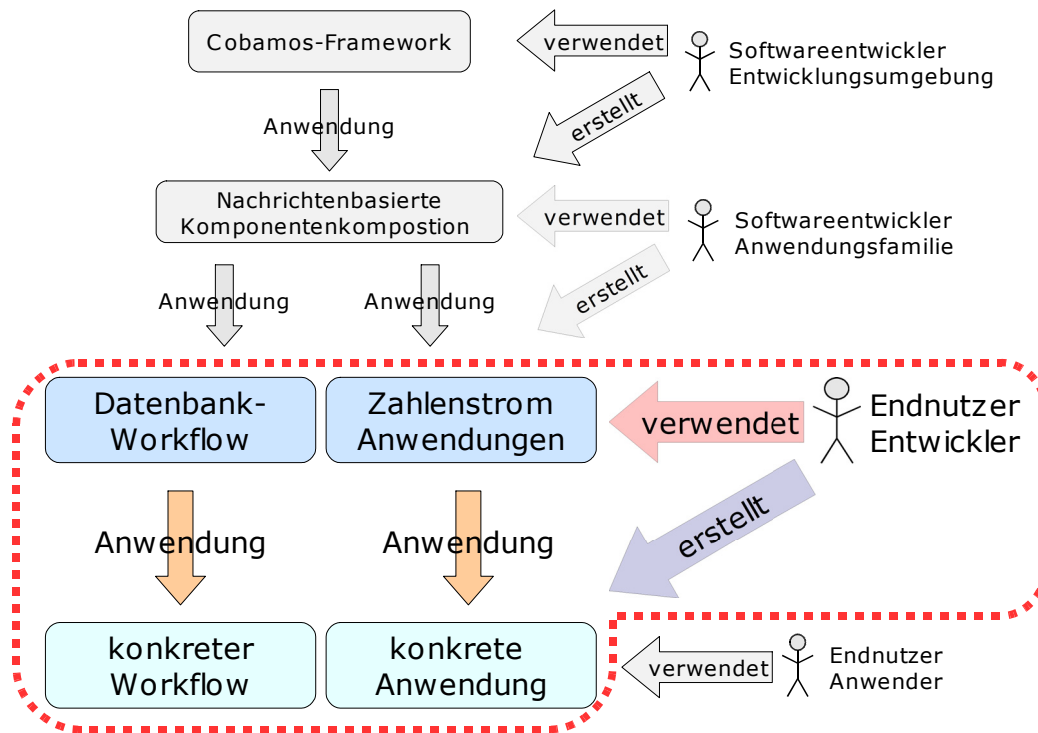 Cobamos-Framework
verwendet
Softwareentwickler
Entwicklungsumgebung
Anwendung
erstellt
Nachrichtenbasierte
Komponentenkompostion
verwendet
Softwareentwickler
Anwendungsfamilie
Anwendung
Anwendung
erstellt
Datenbank-
Workflow
Zahlenstrom
Anwendungen
verwendet
Endnutzer
Entwickler
Anwendung
Anwendung
erstellt
konkreter
Workflow
konkrete
Anwendung
verwendet
Endnutzer
Anwender